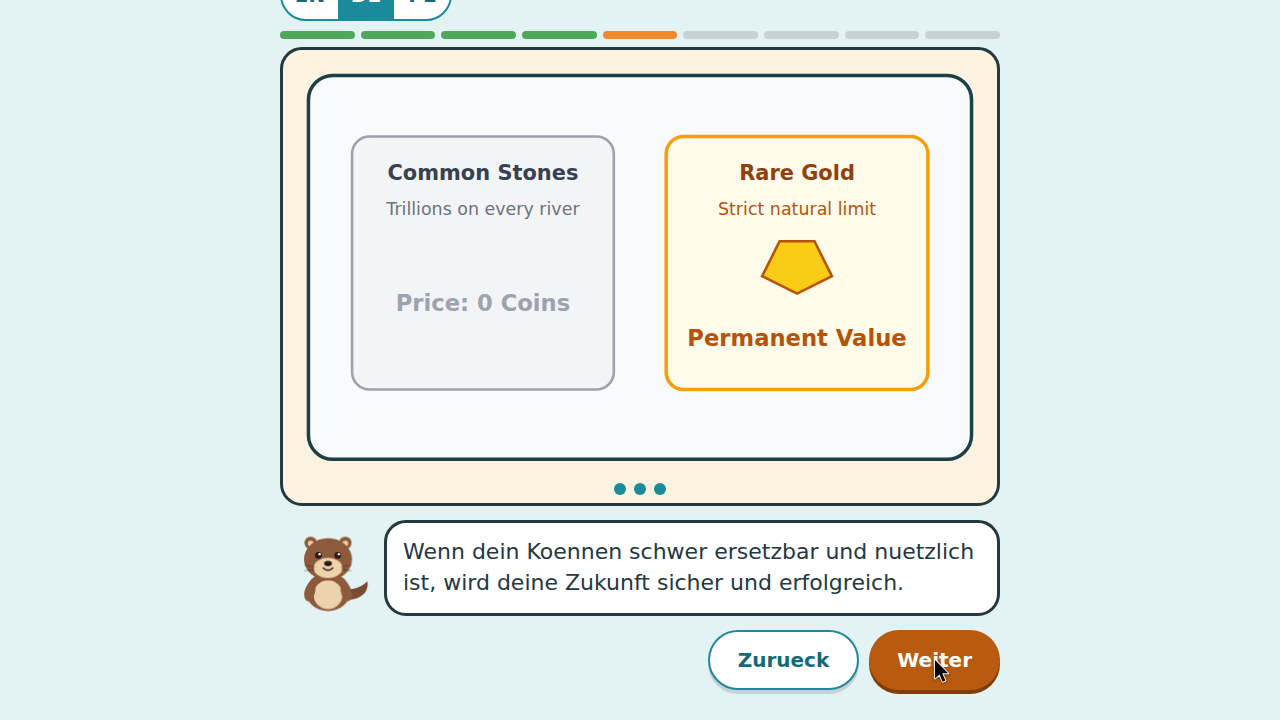 Common Stones
Trillions on every river
Price: 0 Coins
Rare Gold
Strict natural limit
Permanent Value
Wenn dein Koennen schwer ersetzbar und nuetzlich
ist, wird deine Zukunft sicher und erfolgreich.
Zurueck
Weiter